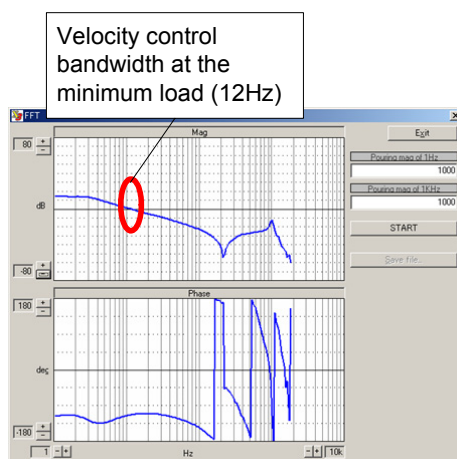 Velocity control
bandwidth at the
minimum load (12Hz)
FFT
Mag
Exit
80
+
-
Pouring mag of 1Hz
1000
Pouring mag of 1KHz
1000
dB
START
-80
+
-
Save file..
Phase
180
+
-
deg
-180
+
-
1
-
+
Hz
-
+
10k